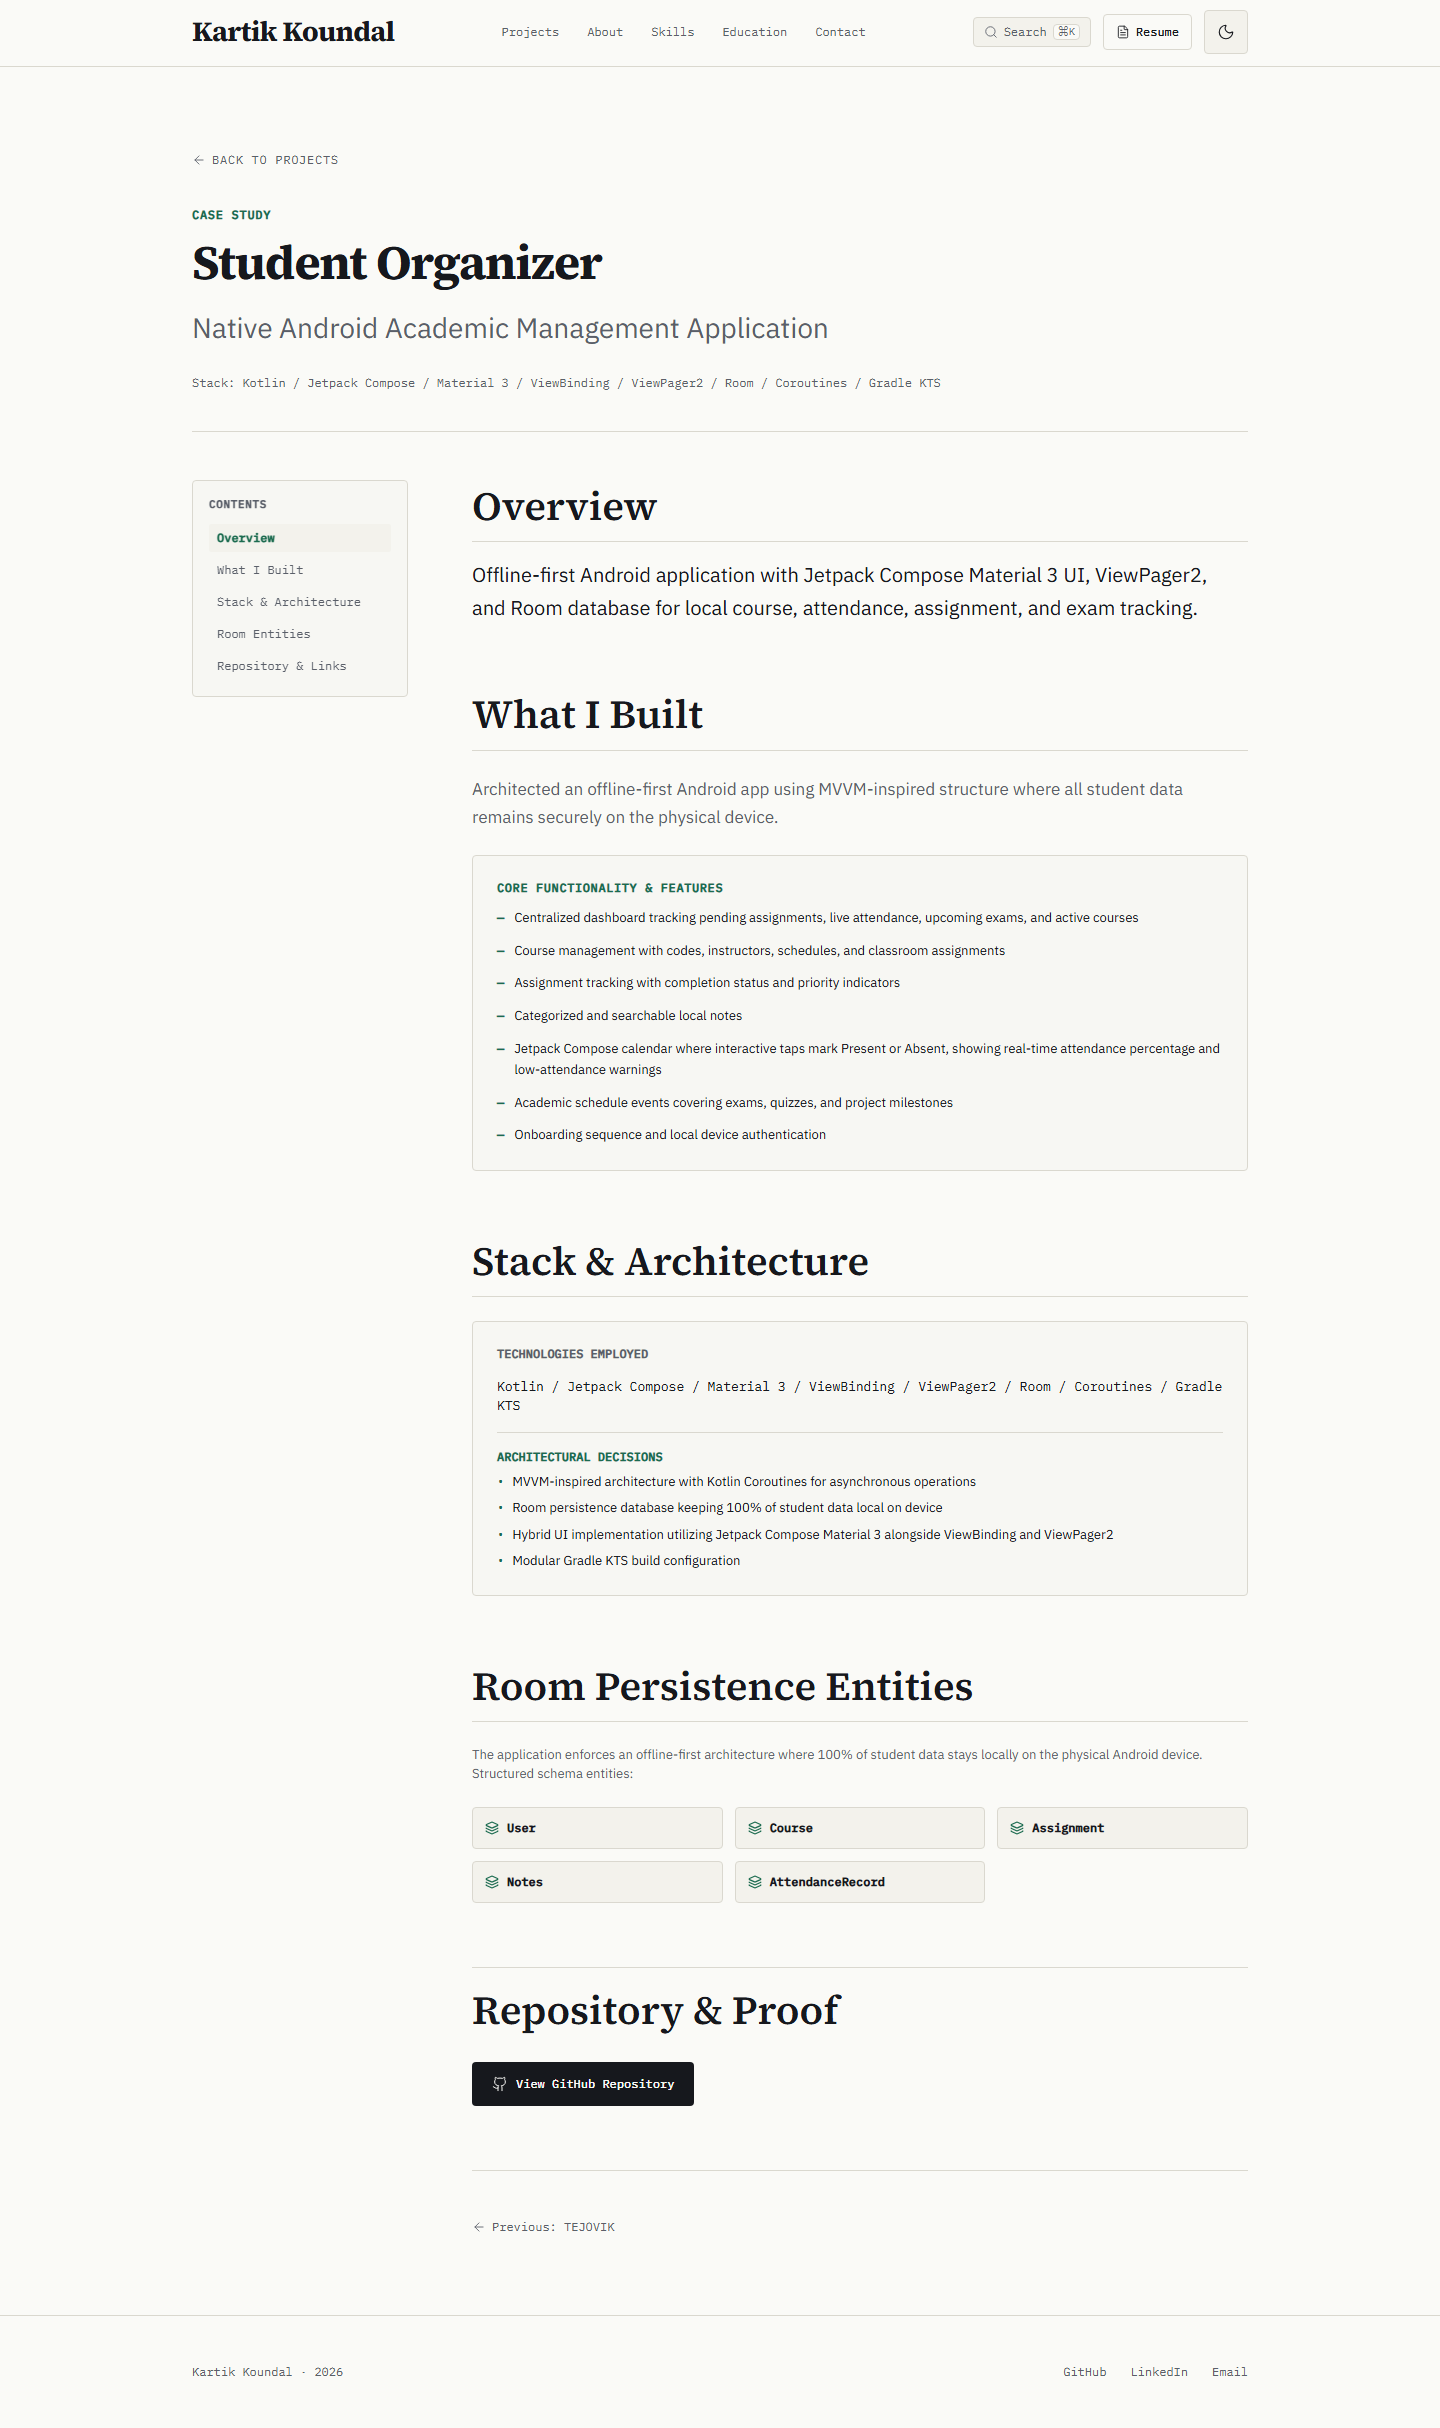 Kartik Koundal
Projects
About
Skills
Education
Contact
Search ⌘K
Resume
← BACK TO PROJECTS
CASE STUDY
Student Organizer
Native Android Academic Management Application
Stack: Kotlin / Jetpack Compose / Material 3 / ViewBinding / ViewPager2 / Room / Coroutines / Gradle KTS
CONTENTS
Overview
What I Built
Stack & Architecture
Room Entities
Repository & Links
Overview
Offline-first Android application with Jetpack Compose Material 3 UI, ViewPager2,
and Room database for local course, attendance, assignment, and exam tracking.
What I Built
Architected an offline-first Android app using MVVM-inspired structure where all student data
remains securely on the physical device.
CORE FUNCTIONALITY & FEATURES
— Centralized dashboard tracking pending assignments, live attendance, upcoming exams, and active courses
— Course management with codes, instructors, schedules, and classroom assignments
— Assignment tracking with completion status and priority indicators
— Categorized and searchable local notes
— Jetpack Compose calendar where interactive taps mark Present or Absent, showing real-time attendance percentage and
low-attendance warnings
— Academic schedule events covering exams, quizzes, and project milestones
— Onboarding sequence and local device authentication
Stack & Architecture
TECHNOLOGIES EMPLOYED
Kotlin / Jetpack Compose / Material 3 / ViewBinding / ViewPager2 / Room / Coroutines / Gradle
KTS
ARCHITECTURAL DECISIONS
• MVVM-inspired architecture with Kotlin Coroutines for asynchronous operations
• Room persistence database keeping 100% of student data local on device
• Hybrid UI implementation utilizing Jetpack Compose Material 3 alongside ViewBinding and ViewPager2
• Modular Gradle KTS build configuration
Room Persistence Entities
The application enforces an offline-first architecture where 100% of student data stays locally on the physical Android device.
Structured schema entities:
User
Course
Assignment
Notes
AttendanceRecord
Repository & Proof
View GitHub Repository
← Previous: TEJOVIK
Kartik Koundal · 2026
GitHub
LinkedIn
Email